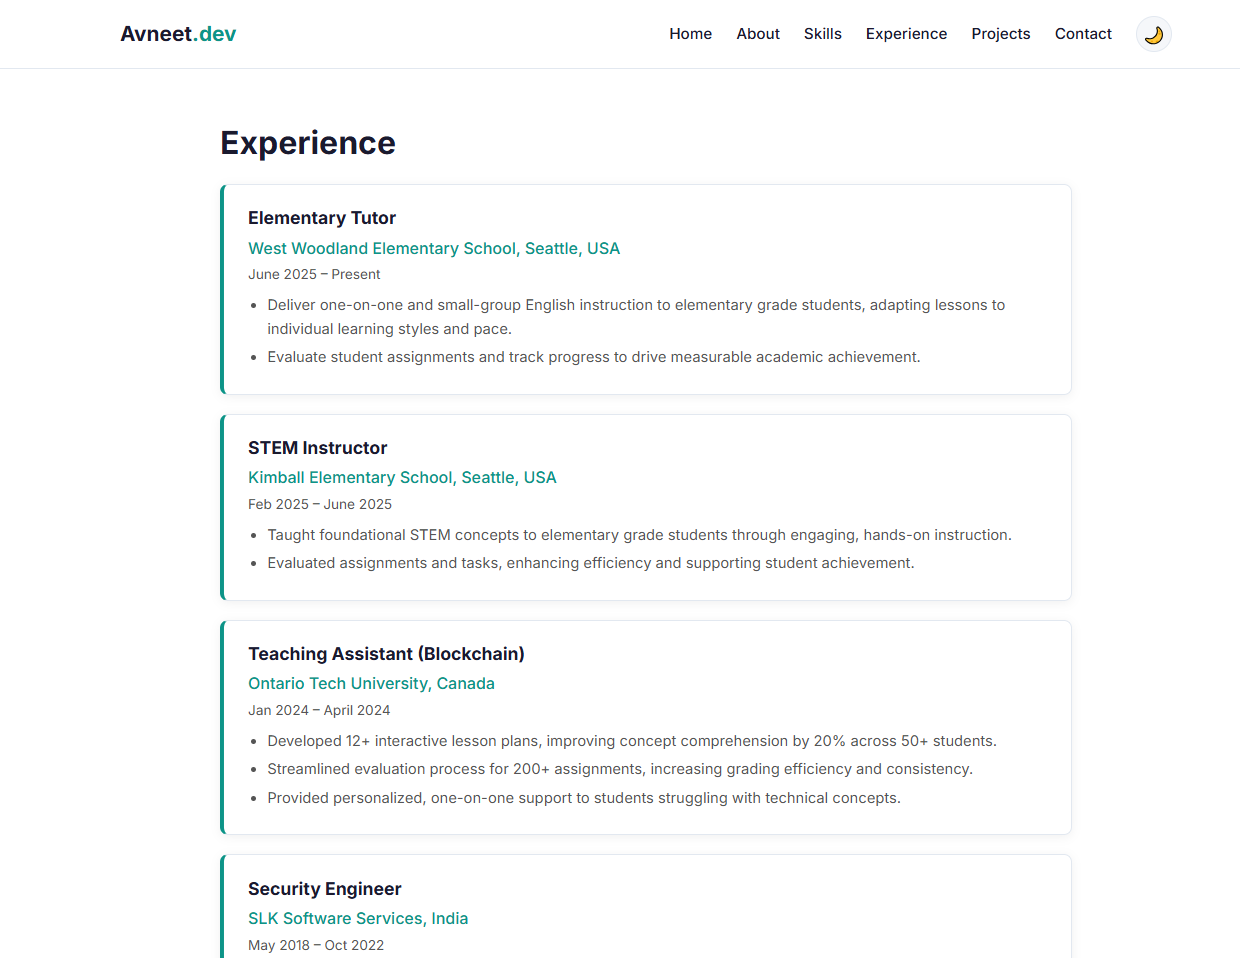 Avneet.dev
Home About Skills Experience Projects Contact
Experience
Elementary Tutor
West Woodland Elementary School, Seattle, USA
June 2025 – Present
• Deliver one-on-one and small-group English instruction to elementary grade students, adapting lessons to
individual learning styles and pace.
• Evaluate student assignments and track progress to drive measurable academic achievement.
STEM Instructor
Kimball Elementary School, Seattle, USA
Feb 2025 – June 2025
• Taught foundational STEM concepts to elementary grade students through engaging, hands-on instruction.
• Evaluated assignments and tasks, enhancing efficiency and supporting student achievement.
Teaching Assistant (Blockchain)
Ontario Tech University, Canada
Jan 2024 – April 2024
• Developed 12+ interactive lesson plans, improving concept comprehension by 20% across 50+ students.
• Streamlined evaluation process for 200+ assignments, increasing grading efficiency and consistency.
• Provided personalized, one-on-one support to students struggling with technical concepts.
Security Engineer
SLK Software Services, India
May 2018 – Oct 2022